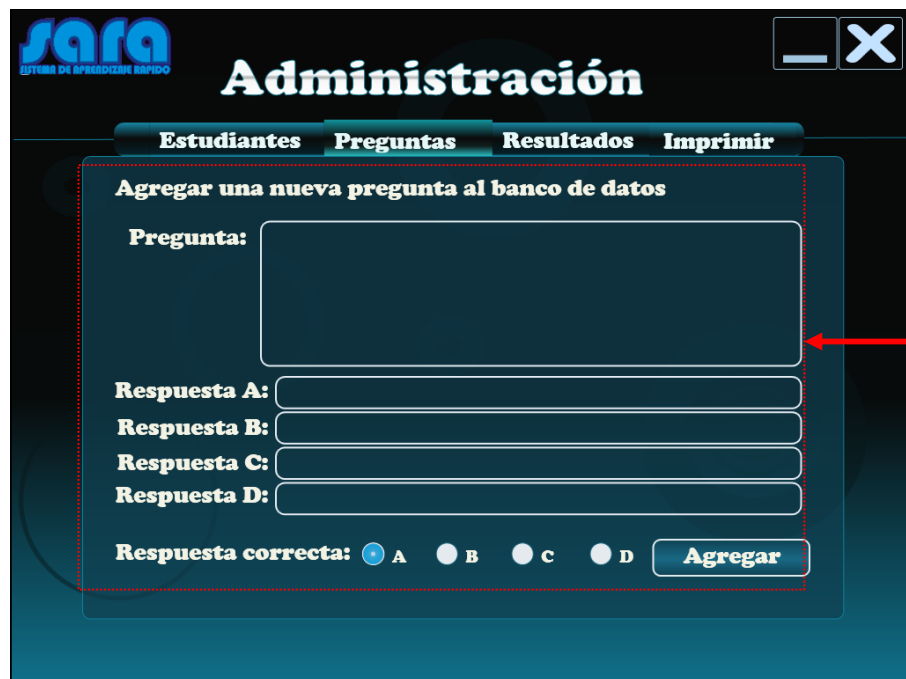 sara
SISTEMA DE APRENDIZAJE RAPIDO
Administración
Estudiantes Preguntas Resultados Imprimir
Agregar una nueva pregunta al banco de datos
Pregunta:
Respuesta A:
Respuesta B:
Respuesta C:
Respuesta D:
Respuesta correcta: A B C D Agregar